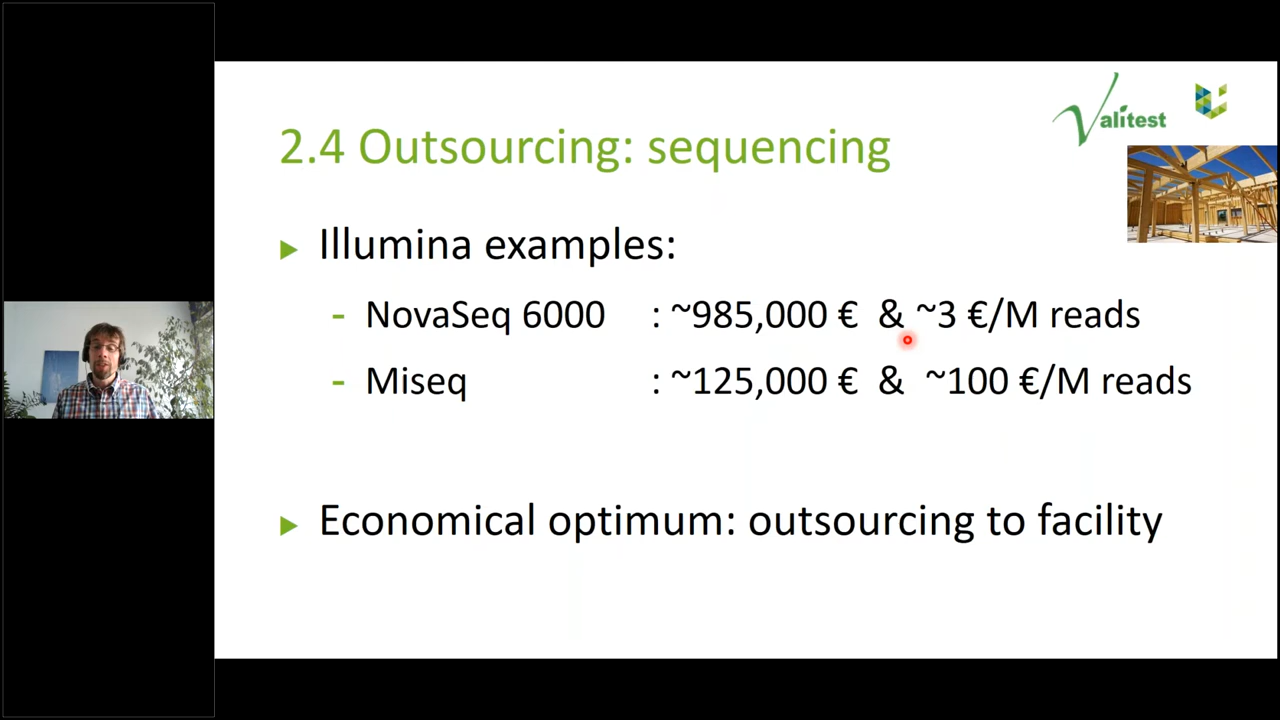 Valitest
2.4 Outsourcing: sequencing
Illumina examples:
- NovaSeq 6000 : ~985,000 € & ~3 €/M reads
- Miseq : ~125,000 € & ~100 €/M reads
Economical optimum: outsourcing to facility